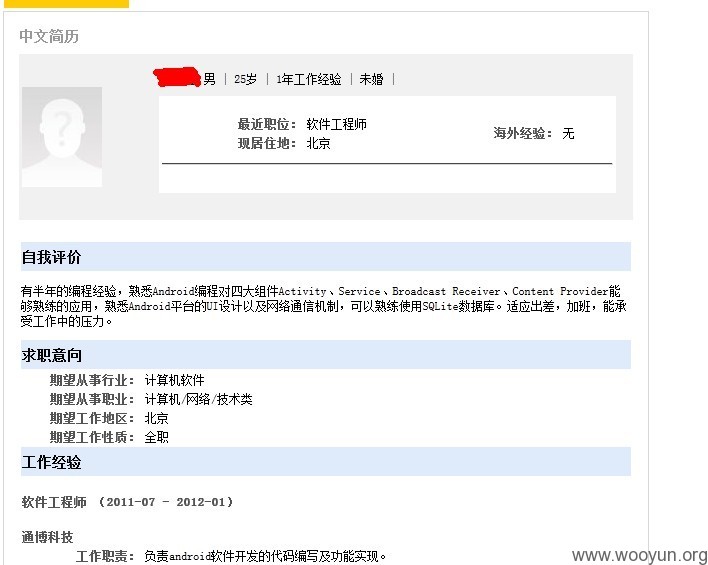 中文简历
男 | 25岁 | 1年工作经验 | 未婚 |
最近职位： 软件工程师
海外经验： 无
现居住地： 北京
自我评价
有半年的编程经验，熟悉Android编程对四大组件Activity、Service、Broadcast Receiver、Content Provider能
够熟练的应用，熟悉Android平台的UI设计以及网络通信机制，可以熟练使用SQLite数据库。适应出差，加班，能承
受工作中的压力。
求职意向
期望从事行业： 计算机软件
期望从事职业： 计算机/网络/技术类
期望工作地区： 北京
期望工作性质： 全职
工作经验
软件工程师 （2011-07 - 2012-01）
通博科技
工作职责： 负责android软件开发的代码编写及功能实现。
www.wooyun.org